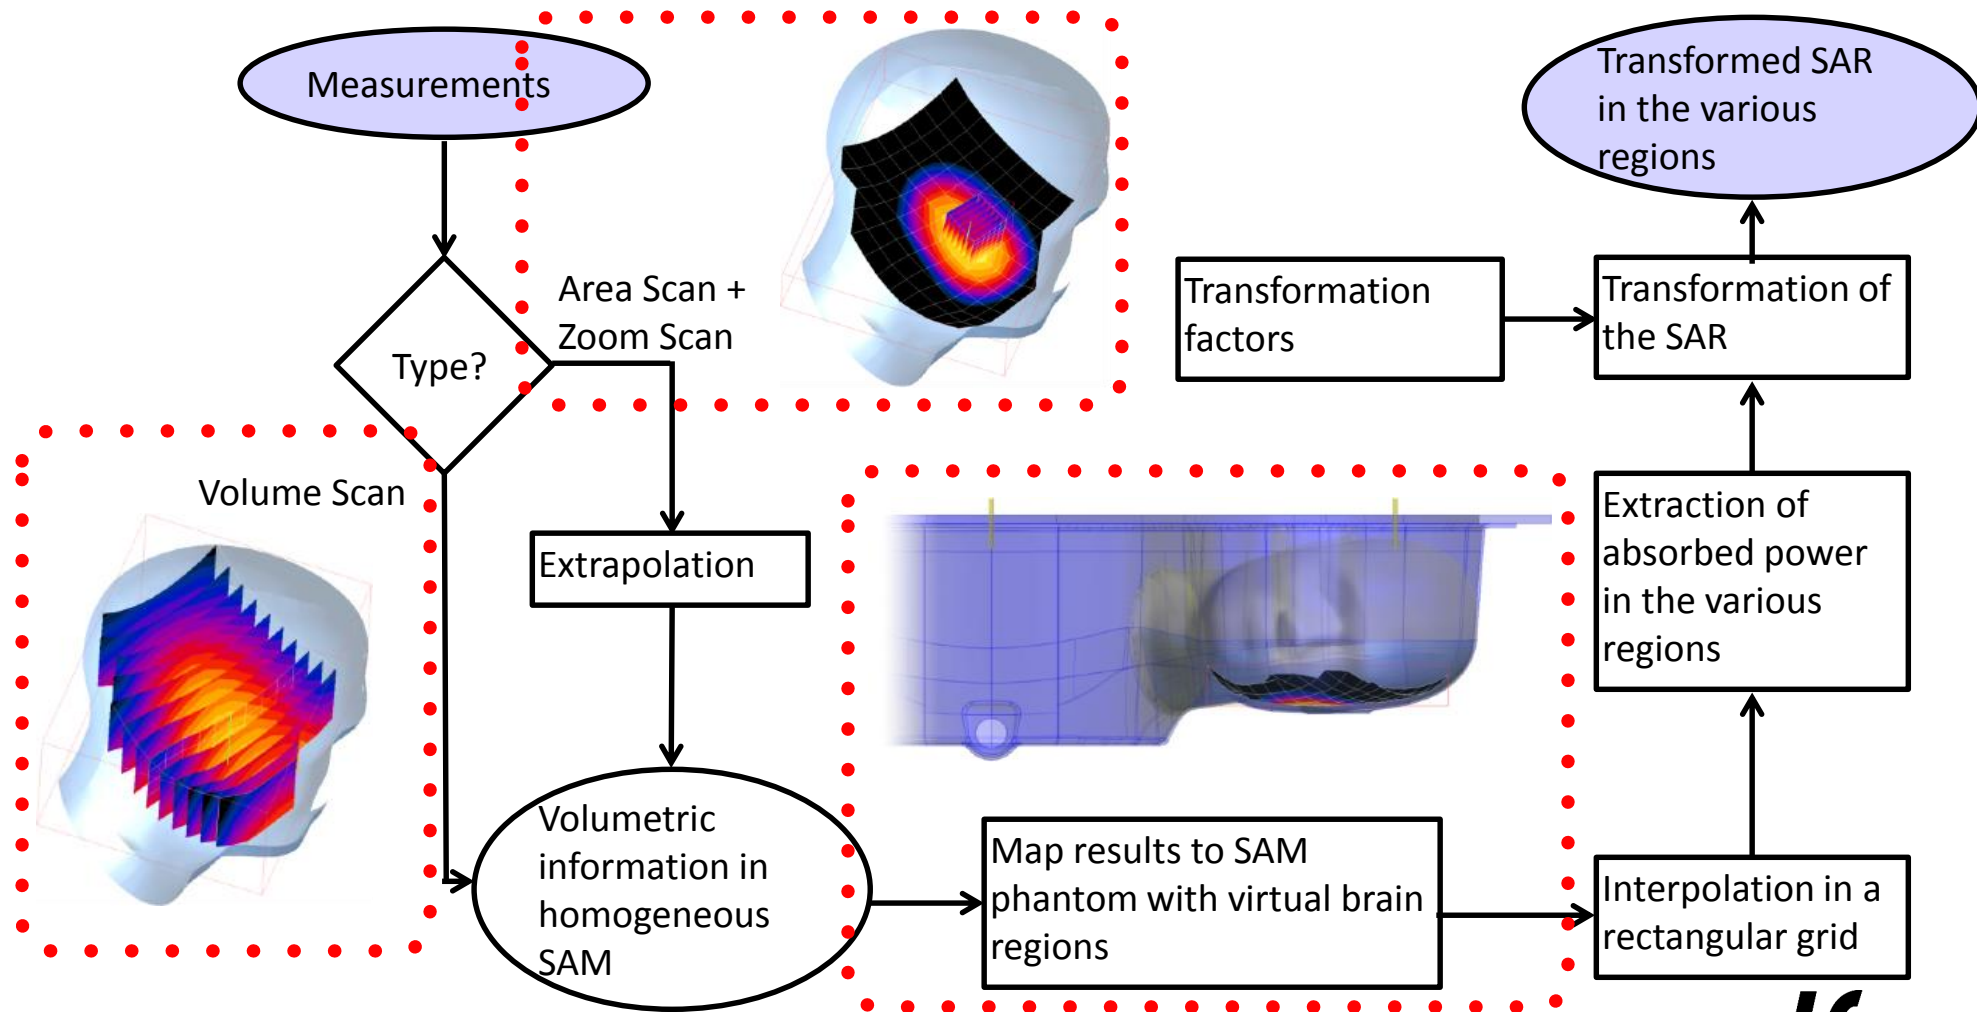 Measurements
Type?
Area Scan +
Zoom Scan
Volume Scan
Extrapolation
Volumetric
information in
homogeneous
SAM
Map results to SAM
phantom with virtual brain
regions
Interpolation in a
rectangular grid
Extraction of
absorbed power
in the various
regions
Transformation
factors
Transformation of
the SAR
Transformed SAR
in the various
regions